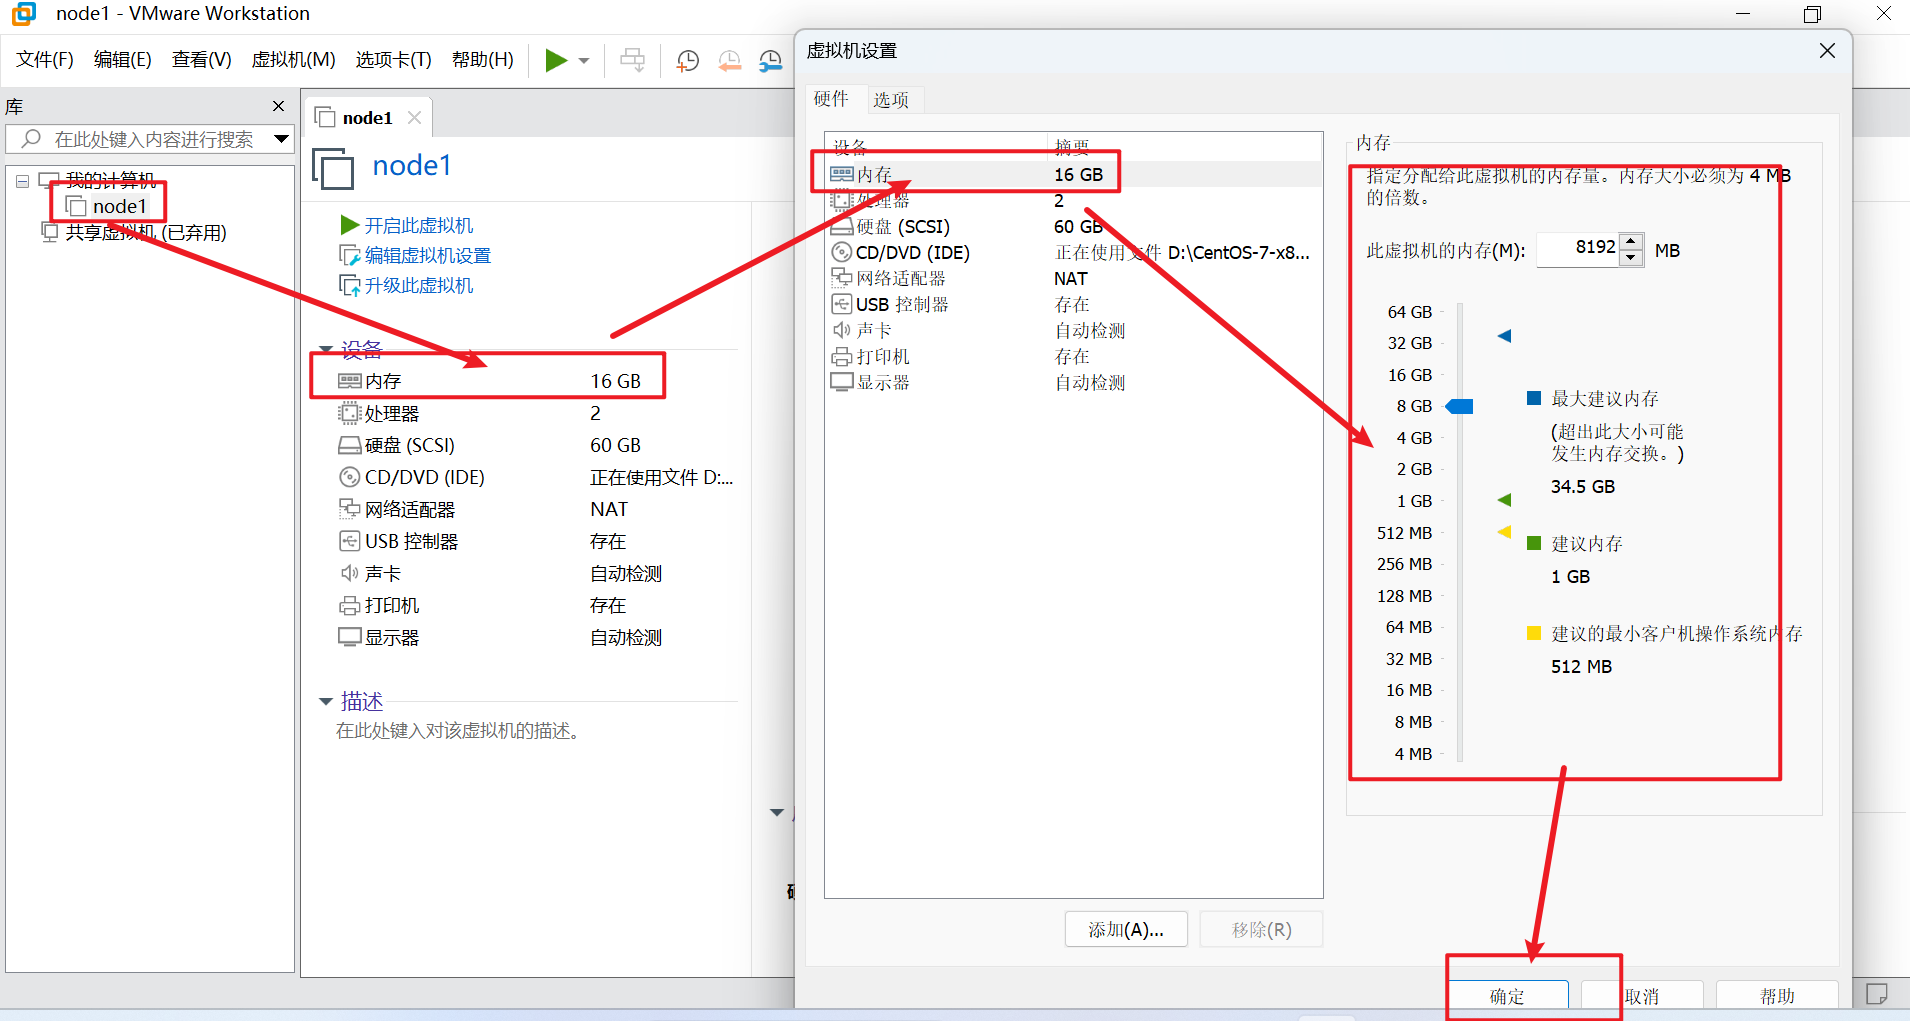 node1 - VMware Workstation
文件(F) 编辑(E) 查看(V) 虚拟机(M) 选项卡(T) 帮助(H)
库
在此处键入内容进行搜索
我的计算机
node1
共享虚拟机 (已弃用)
node1
node1
开启此虚拟机
编辑虚拟机设置
升级此虚拟机
设备
内存 16 GB
处理器 2
硬盘 (SCSI) 60 GB
CD/DVD (IDE) 正在使用文件 D:...
网络适配器 NAT
USB 控制器 存在
声卡 自动检测
打印机 存在
显示器 自动检测
描述
在此处键入对该虚拟机的描述。
虚拟机设置
硬件 选项
设备 摘要
内存 16 GB
处理器 2
硬盘 (SCSI) 60 GB
CD/DVD (IDE) 正在使用文件 D:\CentOS-7-x8...
网络适配器 NAT
USB 控制器 存在
声卡 自动检测
打印机 存在
显示器 自动检测
添加(A)... 移除(R)
内存
指定分配给此虚拟机的内存量。内存大小必须为 4 MB
的倍数。
此虚拟机的内存(M): 8192 MB
64 GB
32 GB
16 GB
8 GB
4 GB
2 GB
1 GB
512 MB
256 MB
128 MB
64 MB
32 MB
16 MB
8 MB
4 MB
最大建议内存
(超出此大小可能
发生内存交换。)
34.5 GB
建议内存
1 GB
建议的最小客户机操作系统内存
512 MB
确定 取消 帮助